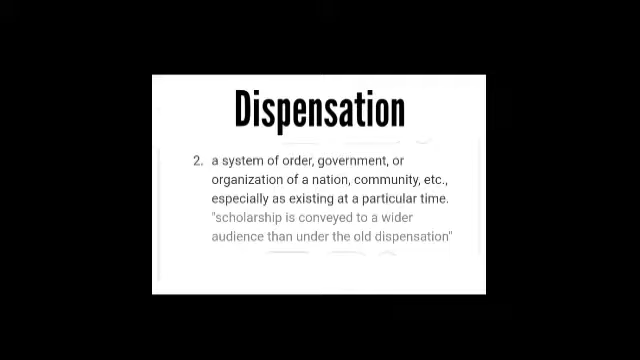 Dispensation
2. a system of order, government, or
organization of a nation, community, etc.,
especially as existing at a particular time.
"scholarship is conveyed to a wider
audience than under the old dispensation"